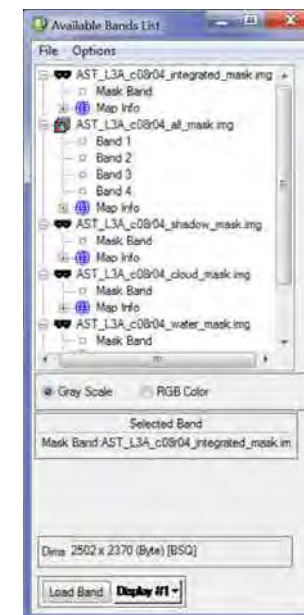 Available Bands List
File Options
AST_L3A_c08r04_integrated_mask.img
Mask Band
Map Info
AST_L3A_c08r04_all_mask.img
Band 1
Band 2
Band 3
Band 4
Map Info
AST_L3A_c08r04_shadow_mask.img
Mask Band
Map Info
AST_L3A_c08r04_cloud_mask.img
Mask Band
Map Info
AST_L3A_c08r04_water_mask.img
Mask Band
Gray Scale RGB Color
Selected Band
Mask Band:AST_L3A_c08r04_integrated_mask.im
Dims 2502 x 2370 (Byte) [BSQ]
Load Band Display #1